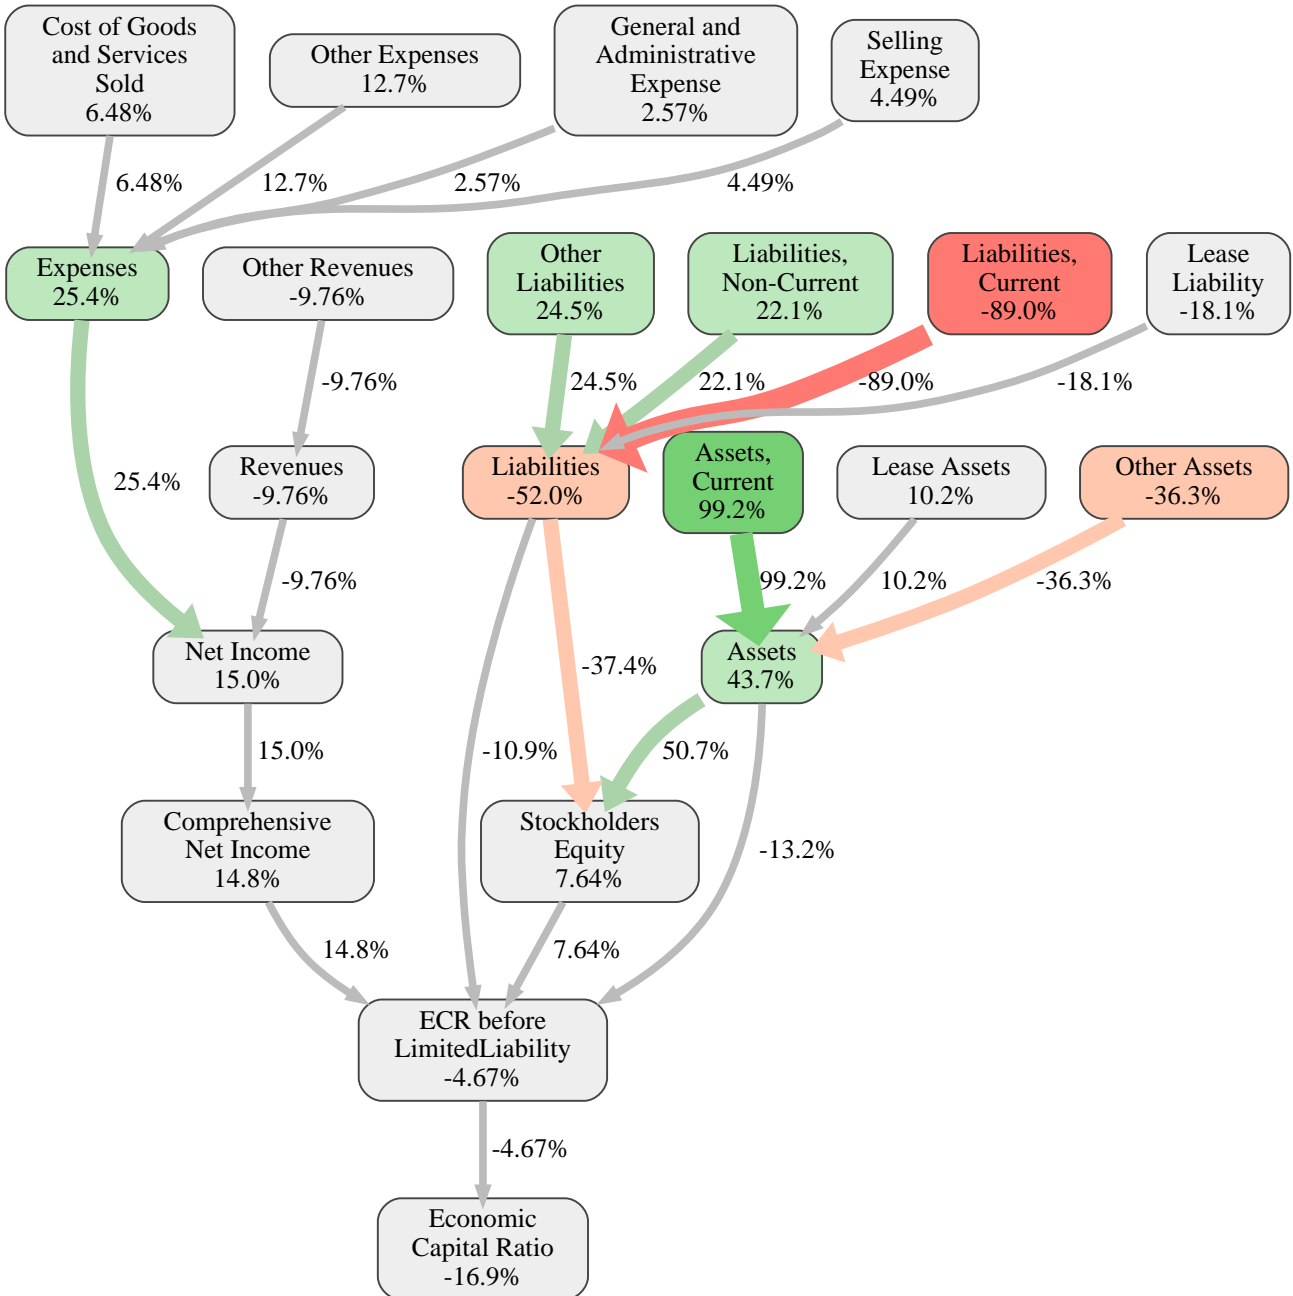 Cost of Goods
and Services
Sold
6.48%
Other Expenses
12.7%
General and
Administrative
Expense
2.57%
Selling
Expense
4.49%
6.48%
12.7%
2.57%
4.49%
Expenses
25.4%
Other Revenues
-9.76%
Other
Liabilities
24.5%
Liabilities,
Non-Current
22.1%
Liabilities,
Current
-89.0%
Lease
Liability
-18.1%
-9.76%
24.5%
22.1%
-89.0%
-18.1%
25.4%
Revenues
-9.76%
Liabilities
-52.0%
Assets,
Current
99.2%
Lease Assets
10.2%
Other Assets
-36.3%
-9.76%
99.2%
10.2%
-36.3%
Net Income
15.0%
-37.4%
Assets
43.7%
15.0%
-10.9%
50.7%
Comprehensive
Net Income
14.8%
Stockholders
Equity
7.64%
-13.2%
14.8%
7.64%
ECR before
LimitedLiability
-4.67%
-4.67%
Economic
Capital Ratio
-16.9%